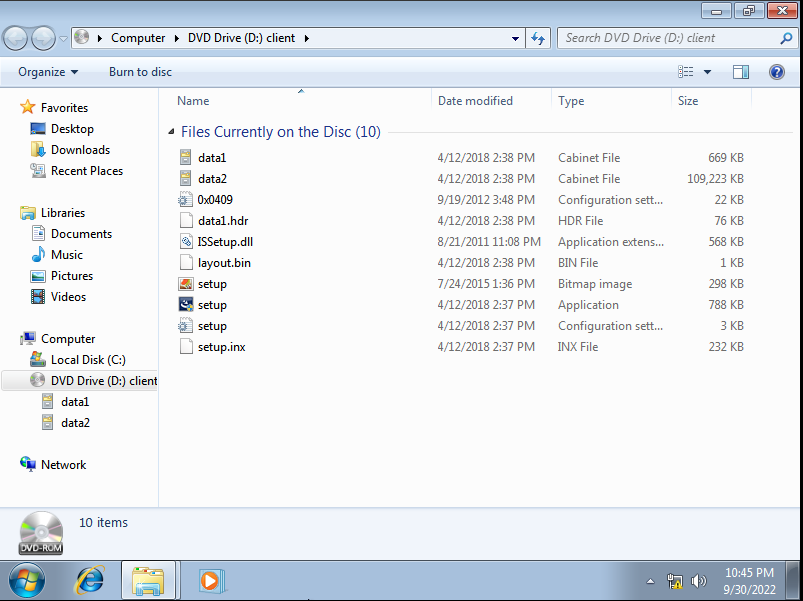 Computer DVD Drive (D:) client
Search DVD Drive (D:) client
Organize Burn to disc
Favorites
Desktop
Downloads
Recent Places
Libraries
Documents
Music
Pictures
Videos
Computer
Local Disk (C:)
DVD Drive (D:) client
data1
data2
Network
Name Date modified Type Size
Files Currently on the Disc (10)
data1 4/12/2018 2:38 PM Cabinet File 669 KB
data2 4/12/2018 2:38 PM Cabinet File 109,223 KB
0x0409 9/19/2012 3:48 PM Configuration sett... 22 KB
data1.hdr 4/12/2018 2:38 PM HDR File 76 KB
ISSetup.dll 8/21/2011 11:08 PM Application extens... 568 KB
layout.bin 4/12/2018 2:38 PM BIN File 1 KB
setup 7/24/2015 1:36 PM Bitmap image 298 KB
setup 4/12/2018 2:37 PM Application 788 KB
setup 4/12/2018 2:37 PM Configuration sett... 3 KB
setup.inx 4/12/2018 2:37 PM INX File 232 KB
10 items
DVD-ROM
10:45 PM
9/30/2022